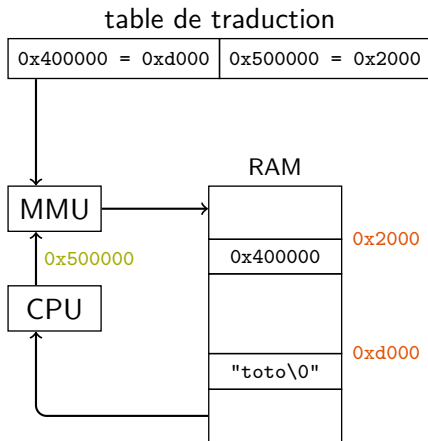 table de traduction
0x400000 = 0xd000 0x500000 = 0x2000
RAM
MMU
0x2000
0x400000
0x500000
CPU
0xd000
"toto\0"